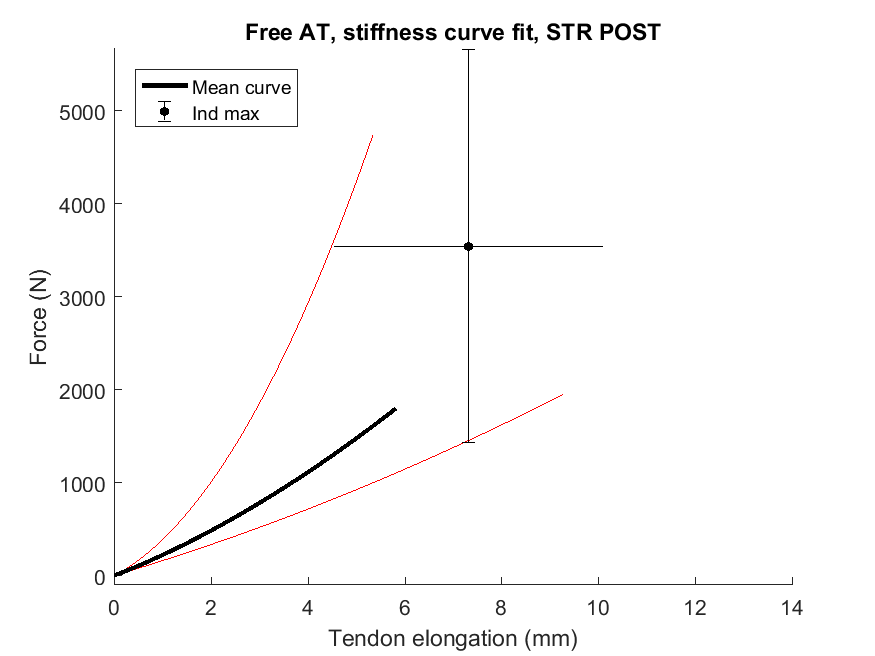 Free AT, stiffness curve fit, STR POST
Mean curve
Ind max
5000
4000
3000
2000
1000
0
Force (N)
0 2 4 6 8 10 12 14
Tendon elongation (mm)